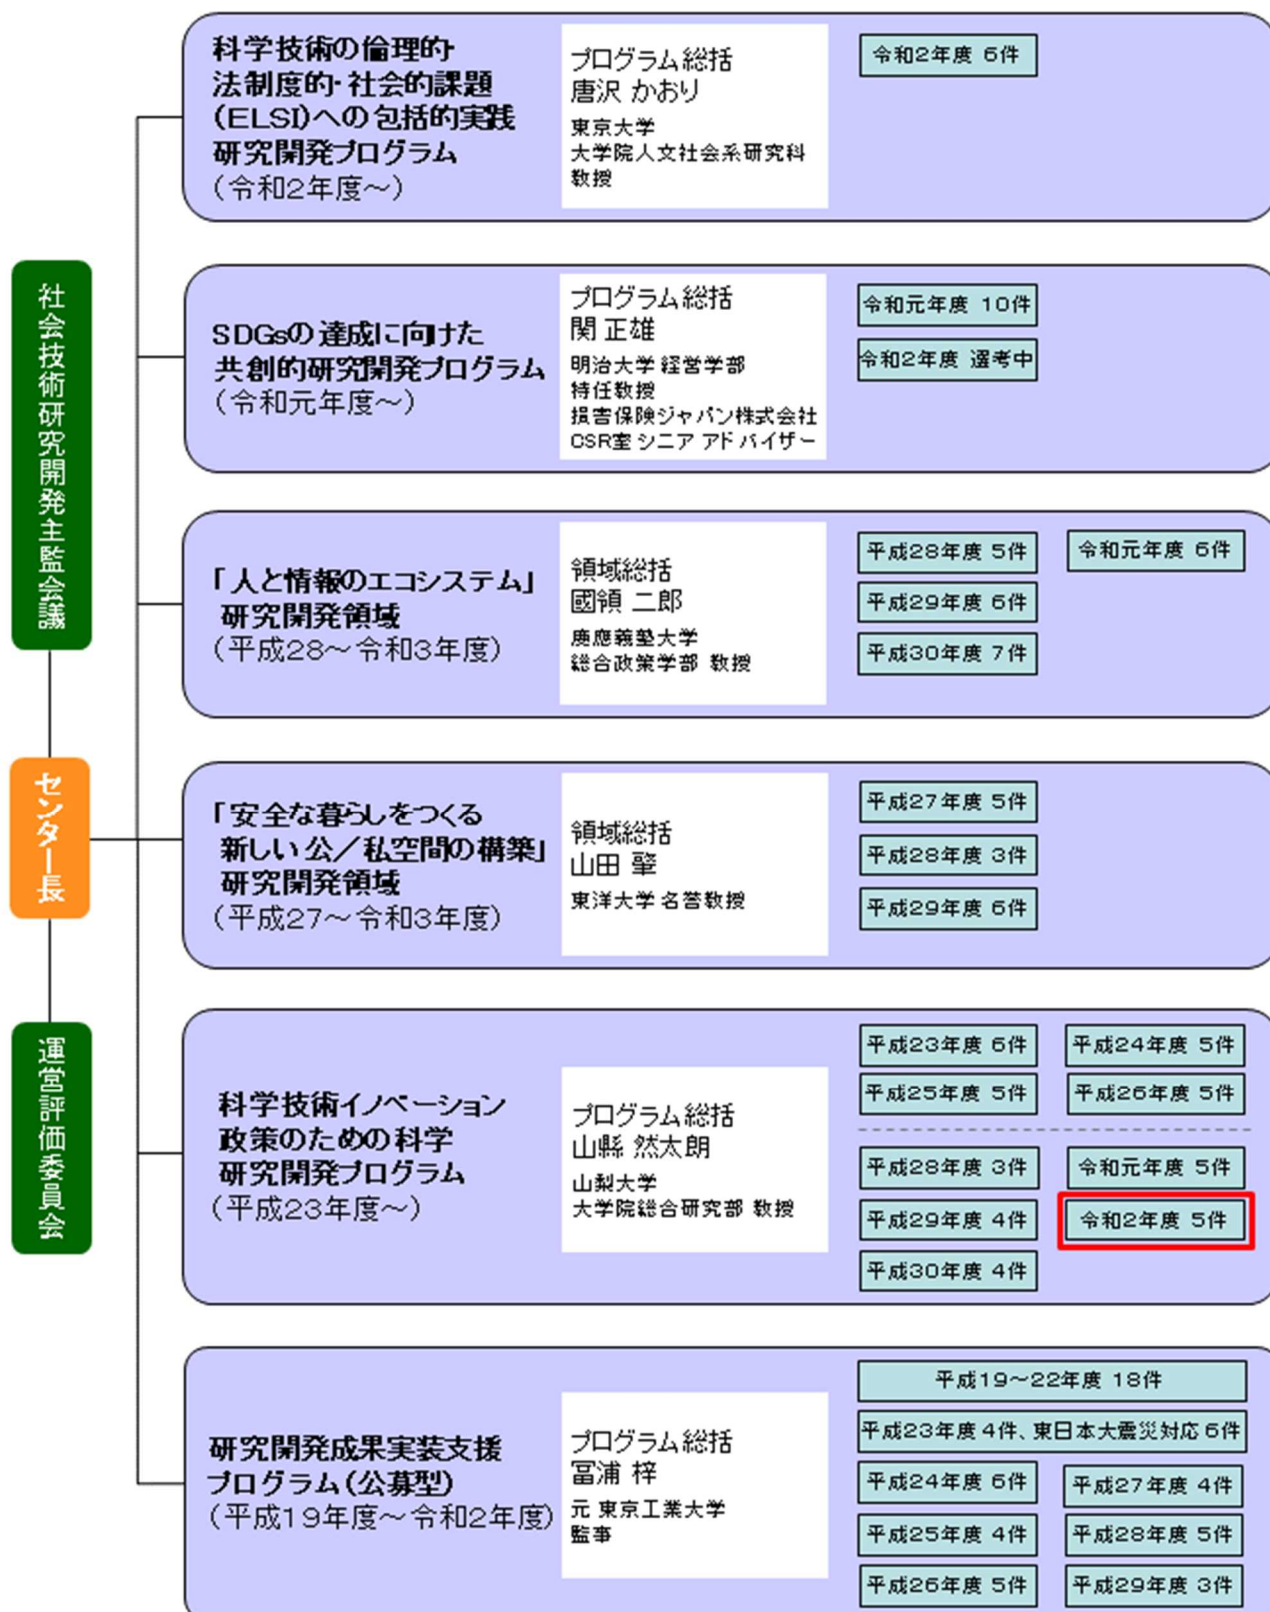 社会技術研究開発主監会議
センター長
運営評価委員会
科学技術の倫理的・
法制度的・社会的課題
(ELSI)への包括的実践
研究開発プログラム
(令和2年度～)
プログラム総括
唐沢 かおり
東京大学
大学院人文社会系研究科
教授
令和2年度 6件
SDGsの達成に向けた
共創的研究開発プログラム
(令和元年度～)
プログラム総括
関 正雄
明治大学 経営学部
特任教授
損害保険ジャパン株式会社
CSR室 シニア アドバイザー
令和元年度 10件
令和2年度 選考中
「人と情報のエコシステム」
研究開発領域
(平成28～令和3年度)
領域総括
國領 二郎
慶應義塾大学
総合政策学部 教授
平成28年度 5件
令和元年度 6件
平成29年度 6件
平成30年度 7件
「安全な暮らしをつくる
新しい公／私空間の構築」
研究開発領域
(平成27～令和3年度)
領域総括
山田 肇
東洋大学 名誉教授
平成27年度 5件
平成28年度 3件
平成29年度 6件
科学技術イノベーション
政策のための科学
研究開発プログラム
(平成23年度～)
プログラム総括
山縣 然太朗
山梨大学
大学院総合研究部 教授
平成23年度 6件
平成24年度 5件
平成25年度 5件
平成26年度 5件
平成28年度 3件
令和元年度 5件
平成29年度 4件
令和2年度 5件
平成30年度 4件
研究開発成果実装支援
プログラム(公募型)
(平成19年度～令和2年度)
プログラム総括
冨浦 梓
元 東京工業大学
監事
平成19～22年度 18件
平成23年度 4件、東日本大震災対応 6件
平成24年度 6件
平成27年度 4件
平成25年度 4件
平成28年度 5件
平成26年度 5件
平成29年度 3件